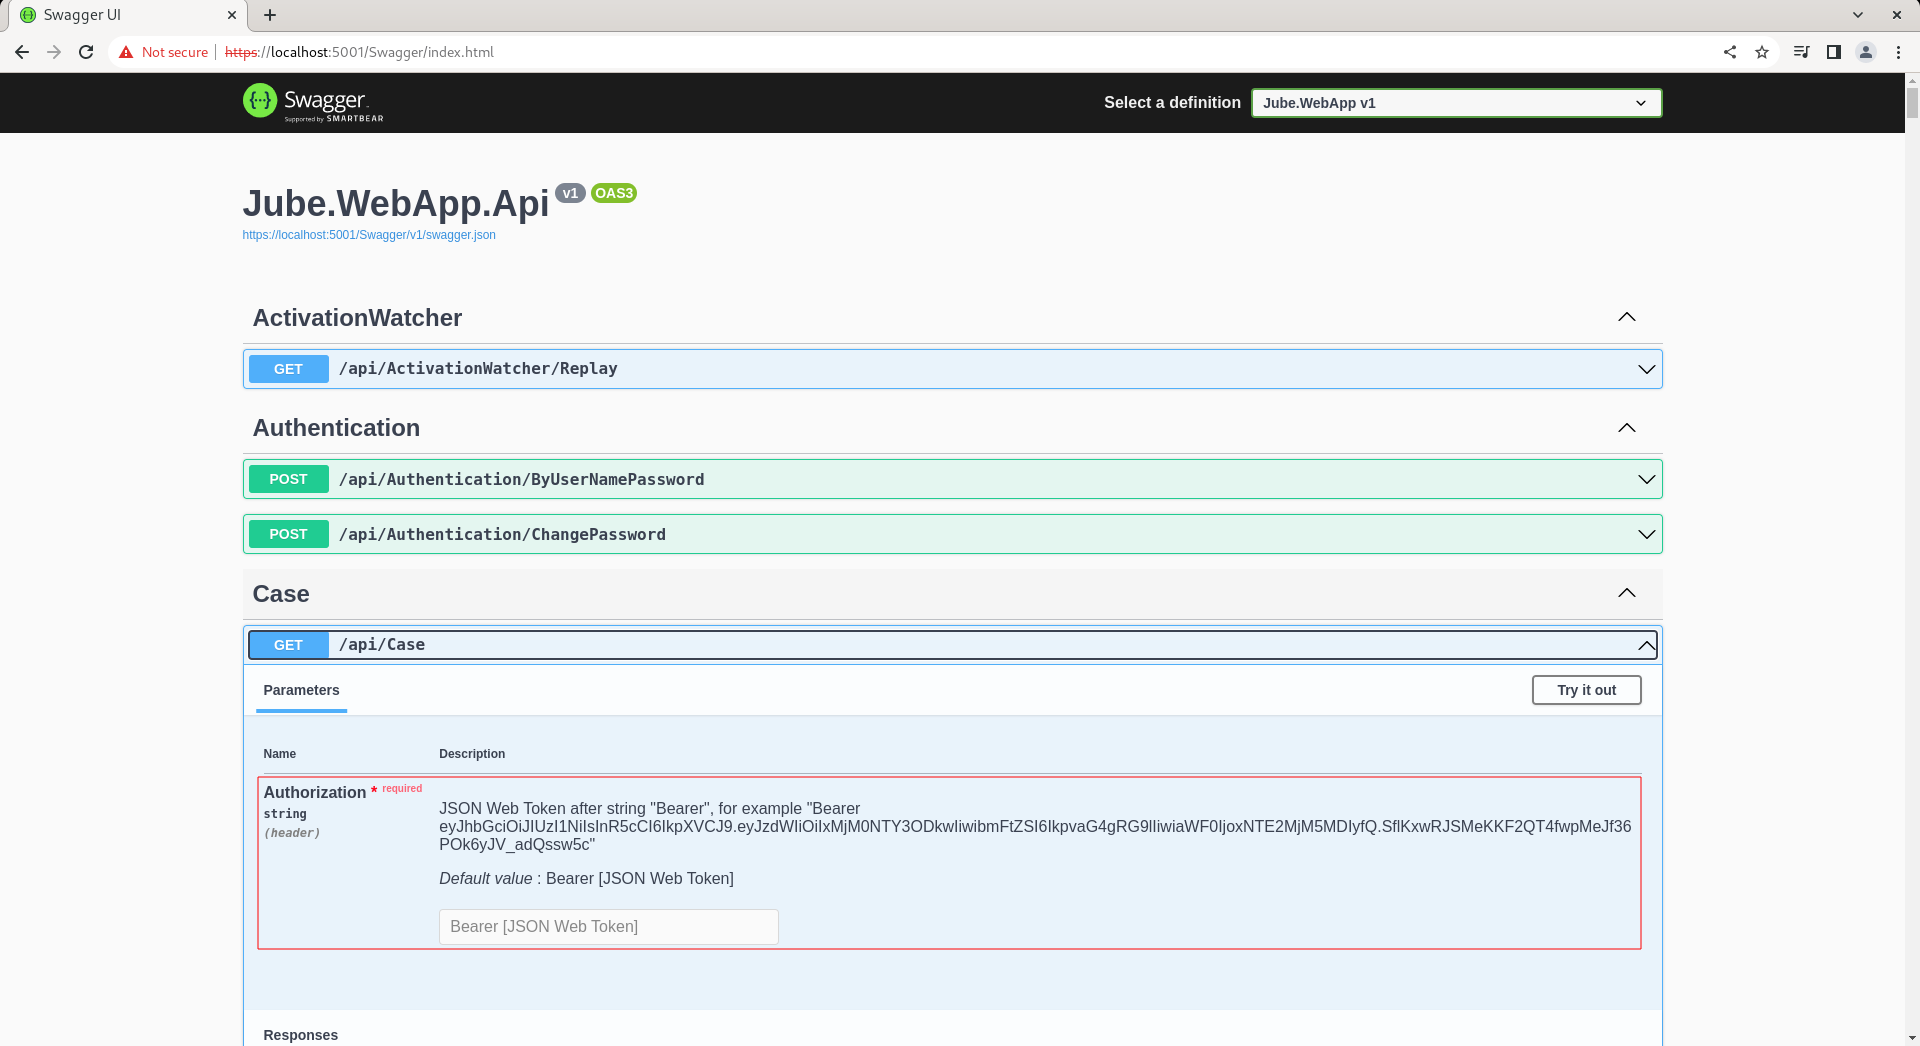 Swagger UI
Not secure https://localhost:5001/Swagger/index.html
Swagger
Supported by SMARTBEAR
Select a definition
Jube.WebApp v1
Jube.WebApp.Api v1 OAS3
https://localhost:5001/Swagger/v1/swagger.json
ActivationWatcher
GET /api/ActivationWatcher/Replay
Authentication
POST /api/Authentication/ByUserNamePassword
POST /api/Authentication/ChangePassword
Case
GET /api/Case
Parameters
Try it out
Name Description
Authorization * required
string
(header)
JSON Web Token after string "Bearer", for example "Bearer
eyJhbGciOiJIUzI1NiIsInR5cCI6IkpXVCJ9.eyJzdWIiOiIxMjM0NTY3ODkwIiwibmFtZSI6IkpvaG4gRG9lIiwiaWF0IjoxNTE2MjM5MDIyfQ.SflKxwRJSMeKKF2QT4fwpMeJf36
POk6yJV_adQssw5c"
Default value : Bearer [JSON Web Token]
Bearer [JSON Web Token]
Responses